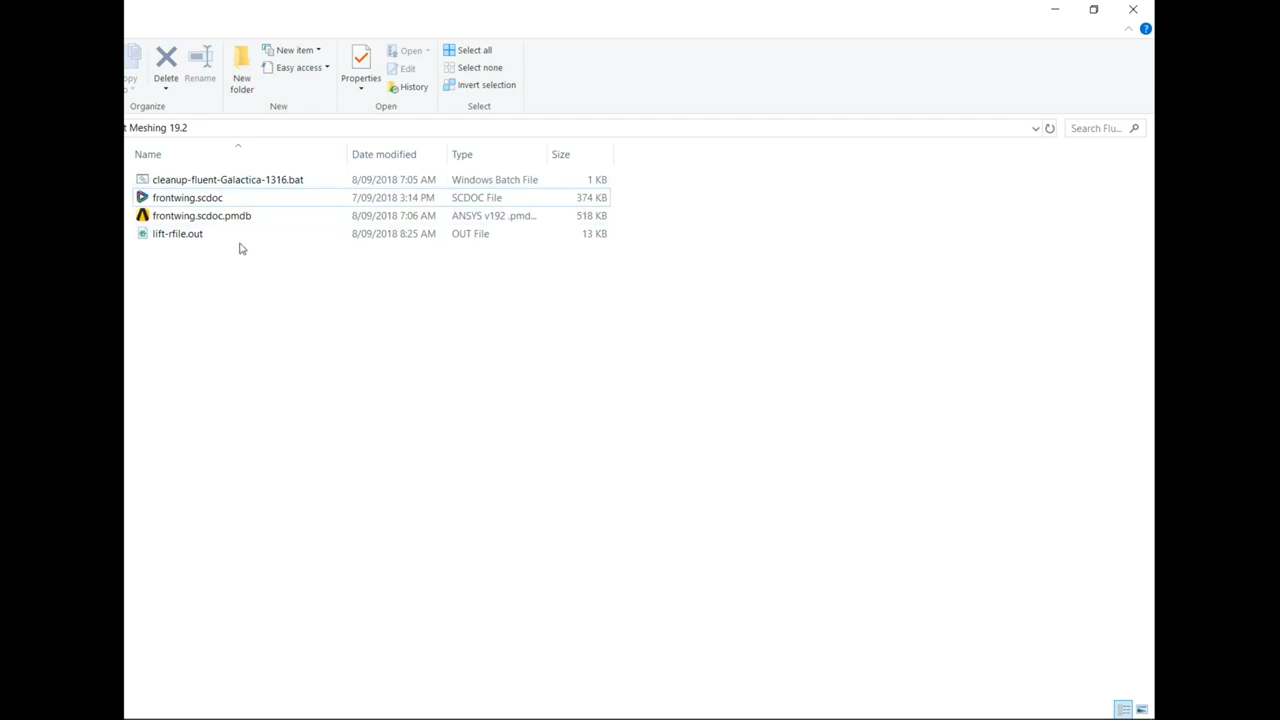 Delete
Rename
New folder
New item
Easy access
Properties
Open
Edit
History
Select all
Select none
Invert selection
Organize
New
Open
Select
t Meshing 19.2
Search Flu...
Name Date modified Type Size
cleanup-fluent-Galactica-1316.bat 8/09/2018 7:05 AM Windows Batch File 1 KB
frontwing.scdoc 7/09/2018 3:14 PM SCDOC File 374 KB
frontwing.scdoc.pmdb 8/09/2018 7:06 AM ANSYS v192 .pmd... 518 KB
lift-rfile.out 8/09/2018 8:25 AM OUT File 13 KB